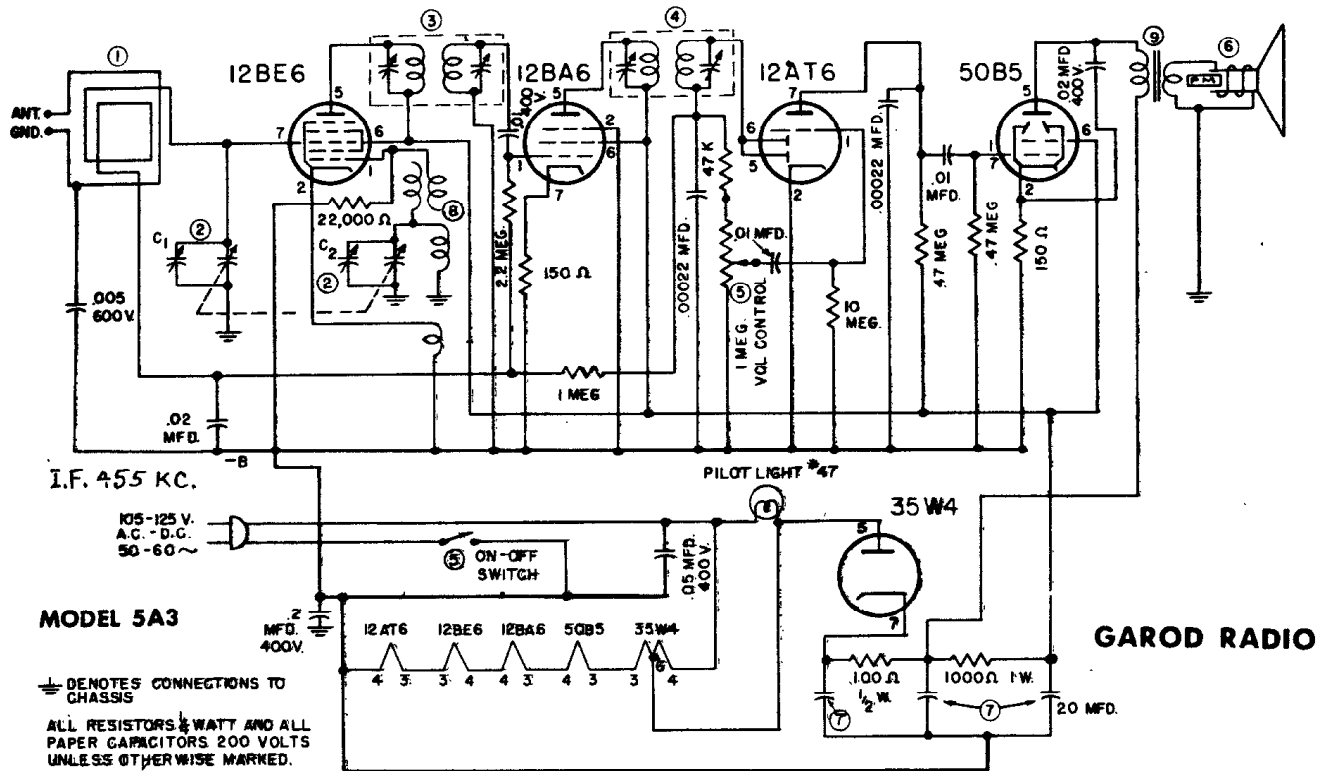 ①
③
④
⑨
⑥
12BE6
12BA6
12AT6
50B5
ANT.
GND.
5
7
6
1
2
.01
400
V.
5
2
6
1
7
47 K
7
6
5
1
2
.00022 MFD.
.02 MFD
400V.
5
6
1
7
2
P.M
22,000 Ω
⑧
C1
②
C2
②
2.2 MEG.
150 Ω
.00022 MFD.
.01 MFD.
⑤
1 MEG.
VOL CONTROL
10
MEG.
.47 MEG
.01
MFD.
.47 MEG
150 Ω
.005
600 V.
1 MEG
.02
MFD.
-B
I.F. 455 KC.
PILOT LIGHT #47
35W4
105-125 V.
A.C.-D.C.
50-60~
⑤ ON-OFF
SWITCH
.05 MFD.
400 V.
5
7
MODEL 5A3
.2
MFD.
400V.
12AT6
12BE6
12BA6
50B5
35W4
4 3 4 3 4 3 4 3 3 6 4
GAROD RADIO
100 Ω
1/2 W.
1000Ω 1 W.
⑦
⑦
20 MFD.
DENOTES CONNECTIONS TO
CHASSIS
ALL RESISTORS ¼ WATT AND ALL
PAPER CAPACITORS 200 VOLTS
UNLESS OTHERWISE MARKED.